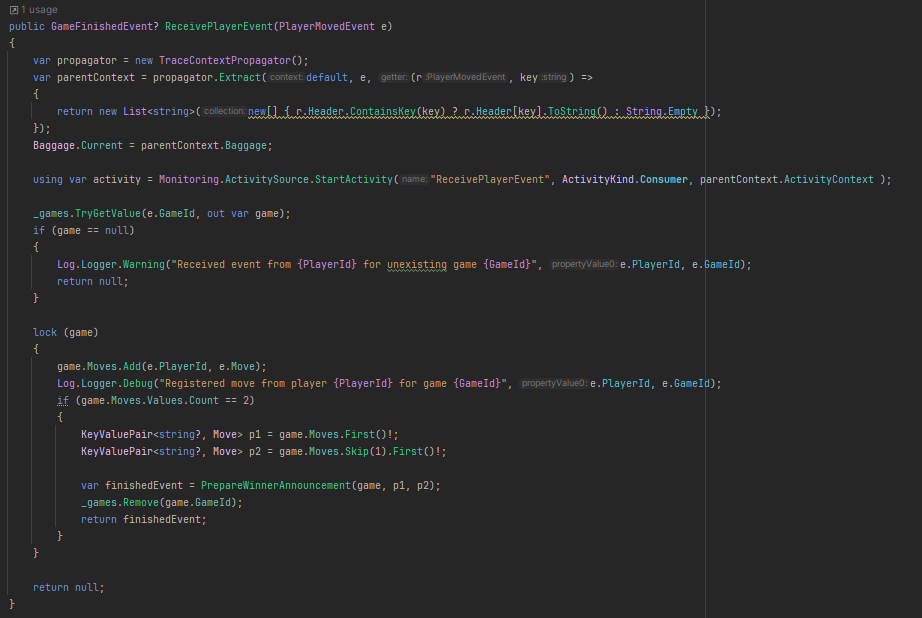 1 usage
public GameFinishedEvent? ReceivePlayerEvent(PlayerMovedEvent e)
{
    var propagator = new TraceContextPropagator();
    var parentContext = propagator.Extract( context: default, e, getter: (r :PlayerMovedEvent , key :string ) =>
    {
        return new List<string>( collection: new[] { r.Header.ContainsKey(key) ? r.Header[key].ToString() : String.Empty });
    });
    Baggage.Current = parentContext.Baggage;

    using var activity = Monitoring.ActivitySource.StartActivity( name: "ReceivePlayerEvent", ActivityKind.Consumer, parentContext.ActivityContext );

    _games.TryGetValue(e.GameId, out var game);
    if (game == null)
    {
        Log.Logger.Warning("Received event from {PlayerId} for unexisting game {GameId}", propertyValue0: e.PlayerId, e.GameId);
        return null;
    }

    lock (game)
    {
        game.Moves.Add(e.PlayerId, e.Move);
        Log.Logger.Debug("Registered move from player {PlayerId} for game {GameId}", propertyValue0: e.PlayerId, e.GameId);
        if (game.Moves.Values.Count == 2)
        {
            KeyValuePair<string?, Move> p1 = game.Moves.First()!;
            KeyValuePair<string?, Move> p2 = game.Moves.Skip(1).First()!;

            var finishedEvent = PrepareWinnerAnnouncement(game, p1, p2);
            _games.Remove(game.GameId);
            return finishedEvent;
        }
    }

    return null;
}